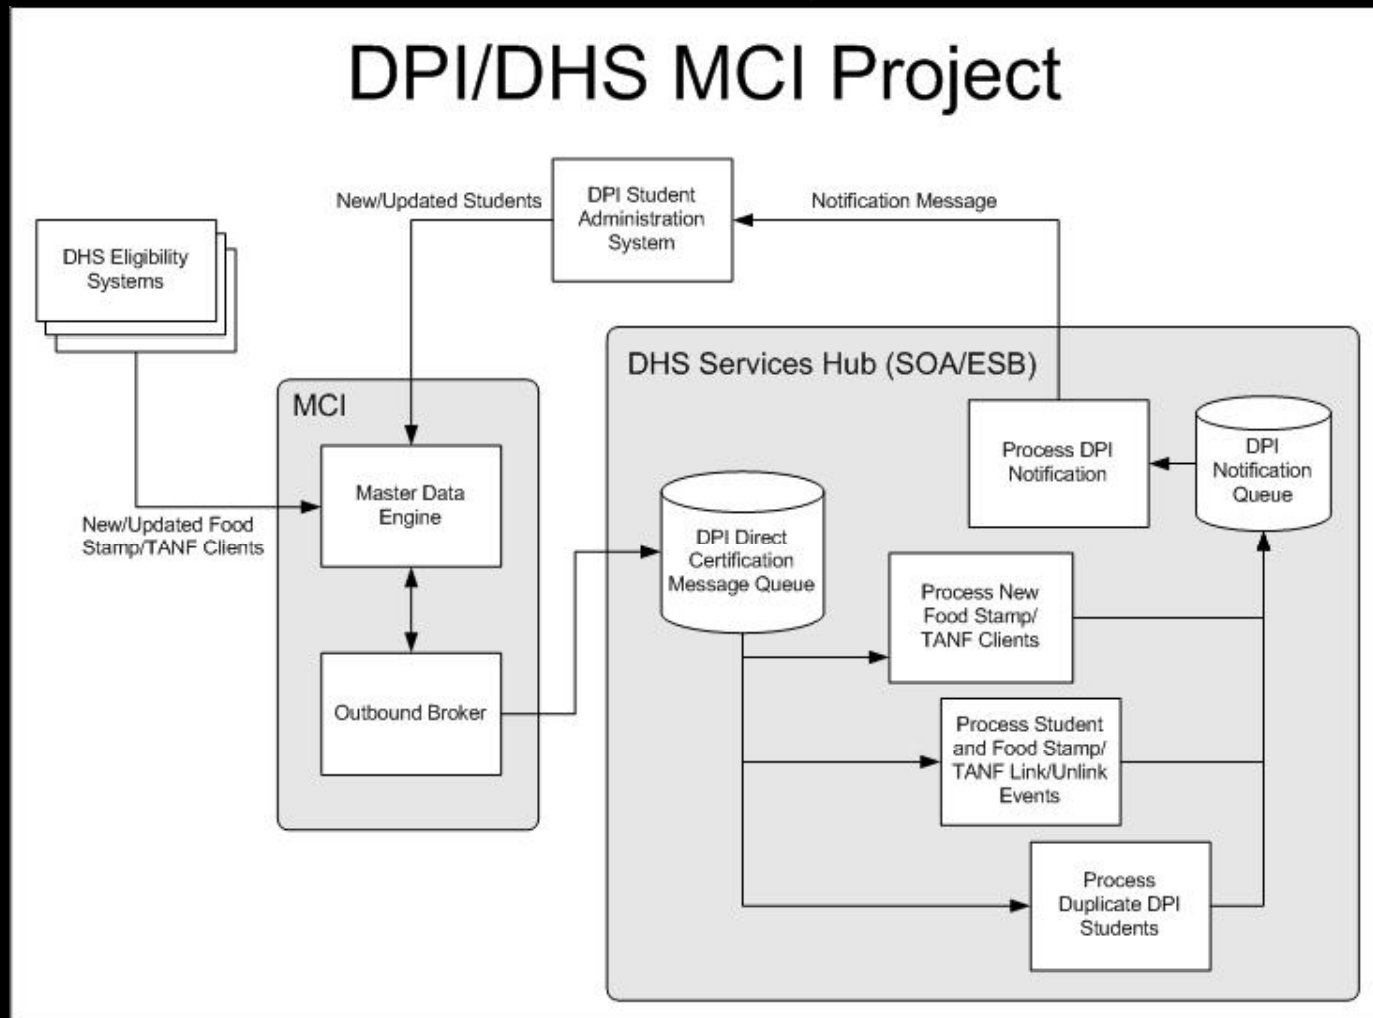 DPI/DHS MCI Project
New/Updated Students
DPI Student
Administration
System
Notification Message
DHS Eligibility
Systems
DHS Services Hub (SOA/ESB)
MCI
Master Data
Engine
New/Updated Food
Stamp/TANF Clients
Outbound Broker
DPI Direct
Certification
Message Queue
Process DPI
Notification
DPI
Notification
Queue
Process New
Food Stamp/
TANF Clients
Process Student
and Food Stamp/
TANF Link/Unlink
Events
Process
Duplicate DPI
Students